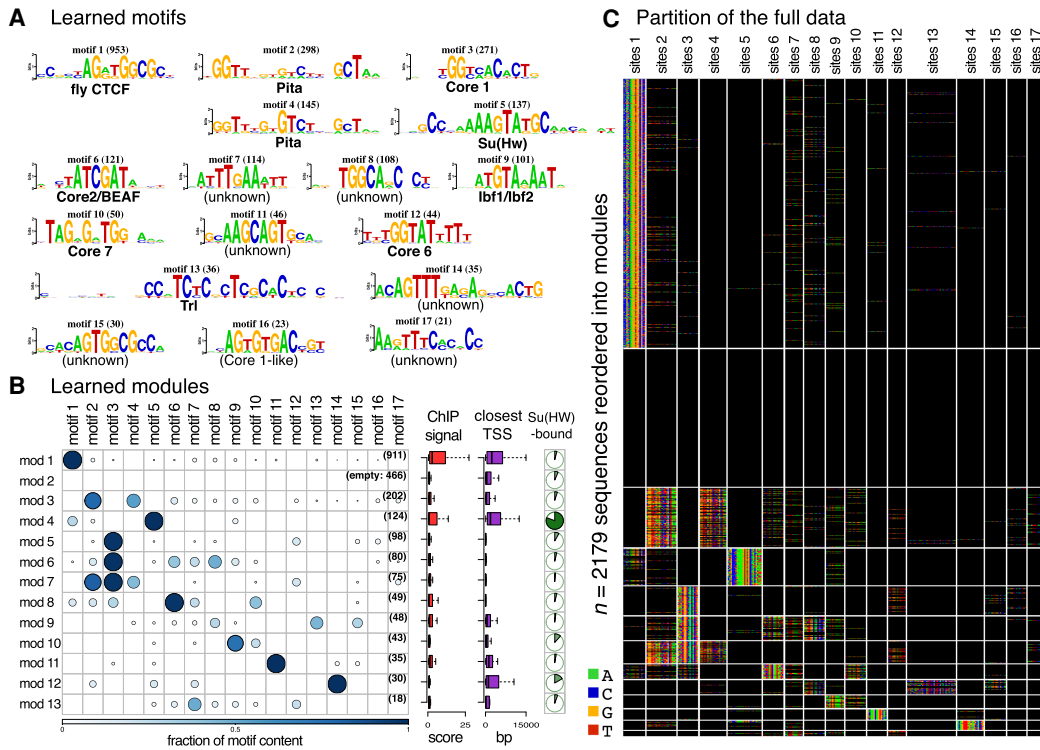 A Learned motifs
motif 1 (953)
fly CTCF
motif 2 (298)
Pita
motif 3 (271)
Core 1
motif 4 (145)
Pita
motif 5 (137)
Su(Hw)
motif 6 (121)
Core2/BEAF
motif 7 (114)
(unknown)
motif 8 (108)
(unknown)
motif 9 (101)
Ibf1/Ibf2
motif 10 (50)
Core 7
motif 11 (46)
(unknown)
motif 12 (44)
Core 6
motif 13 (36)
Trl
motif 14 (35)
(unknown)
motif 15 (30)
(unknown)
motif 16 (23)
(Core 1-like)
motif 17 (21)
(unknown)
B Learned modules
motif 1
motif 2
motif 3
motif 4
motif 5
motif 6
motif 7
motif 8
motif 9
motif 10
motif 11
motif 12
motif 13
motif 14
motif 15
motif 16
motif 17
ChIP signal
closest TSS
Su(HW) -bound
mod 1 (911)
mod 2 (empty: 466)
mod 3 (202)
mod 4 (124)
mod 5 (98)
mod 6 (80)
mod 7 (75)
mod 8 (49)
mod 9 (48)
mod 10 (43)
mod 11 (35)
mod 12 (30)
mod 13 (18)
0 0.5 1
fraction of motif content
0 25
score
0 15000
bp
C Partition of the full data
sites 1
sites 2
sites 3
sites 4
sites 5
sites 6
sites 7
sites 8
sites 9
sites 10
sites 11
sites 12
sites 13
sites 14
sites 15
sites 16
sites 17
n = 2179 sequences reordered into modules
A
C
G
T